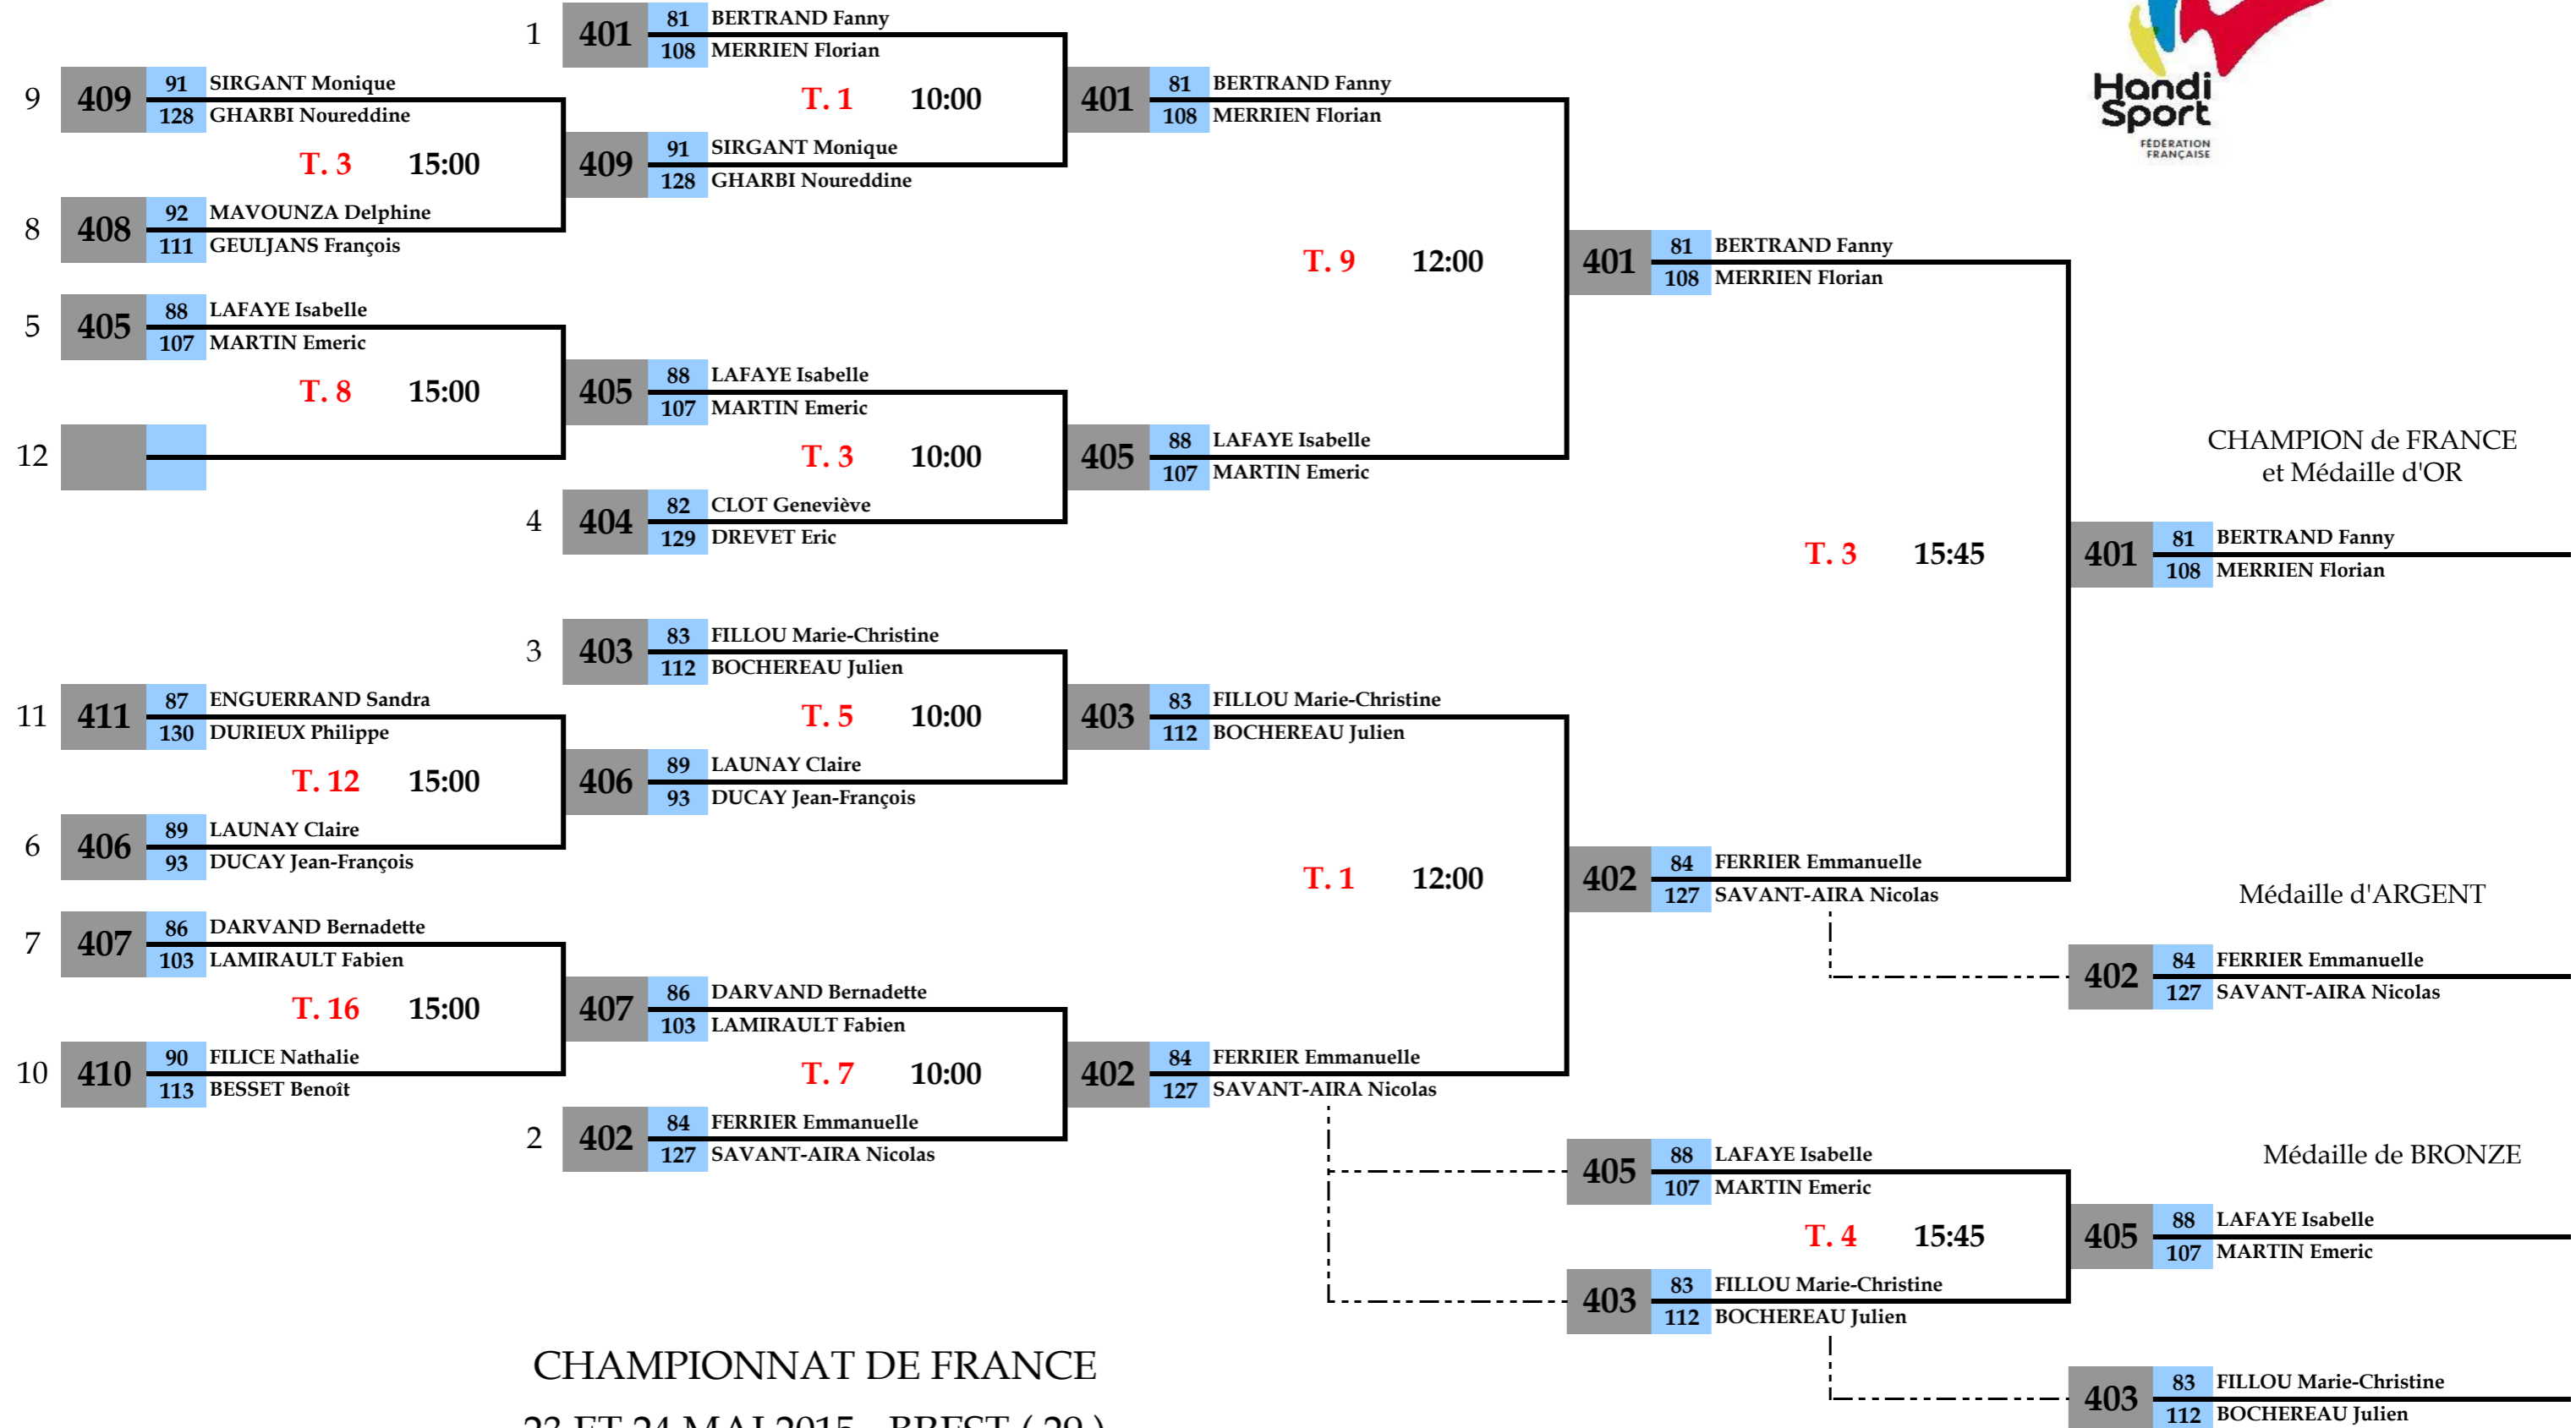 1
401
81 BERTRAND Fanny
108 MERRIEN Florian
T. 1 10:00
9
409
91 SIRGANT Monique
128 GHARBI Noureddine
T. 3 15:00
409
91 SIRGANT Monique
128 GHARBI Noureddine
8
408
92 MAVOUNZA Delphine
111 GEULJANS François
401
81 BERTRAND Fanny
108 MERRIEN Florian
Handi
Sport
FÉDÉRATION
FRANÇAISE
T. 9 12:00
401
81 BERTRAND Fanny
108 MERRIEN Florian
5
405
88 LAFAYE Isabelle
107 MARTIN Emeric
T. 8 15:00
12
405
88 LAFAYE Isabelle
107 MARTIN Emeric
T. 3 10:00
4
404
82 CLOT Geneviève
129 DREVET Eric
405
88 LAFAYE Isabelle
107 MARTIN Emeric
CHAMPION de FRANCE
et Médaille d'OR
T. 3 15:45
401
81 BERTRAND Fanny
108 MERRIEN Florian
3
403
83 FILLOU Marie-Christine
112 BOCHEREAU Julien
T. 5 10:00
11
411
87 ENGUERRAND Sandra
130 DURIEUX Philippe
T. 12 15:00
406
89 LAUNAY Claire
93 DUCAY Jean-François
6
406
89 LAUNAY Claire
93 DUCAY Jean-François
403
83 FILLOU Marie-Christine
112 BOCHEREAU Julien
T. 1 12:00
402
84 FERRIER Emmanuelle
127 SAVANT-AIRA Nicolas
Médaille d'ARGENT
402
84 FERRIER Emmanuelle
127 SAVANT-AIRA Nicolas
7
407
86 DARVAND Bernadette
103 LAMIRAULT Fabien
T. 16 15:00
10
410
90 FILICE Nathalie
113 BESSET Benoît
407
86 DARVAND Bernadette
103 LAMIRAULT Fabien
T. 7 10:00
2
402
84 FERRIER Emmanuelle
127 SAVANT-AIRA Nicolas
402
84 FERRIER Emmanuelle
127 SAVANT-AIRA Nicolas
Médaille de BRONZE
405
88 LAFAYE Isabelle
107 MARTIN Emeric
T. 4 15:45
403
83 FILLOU Marie-Christine
112 BOCHEREAU Julien
405
88 LAFAYE Isabelle
107 MARTIN Emeric
403
83 FILLOU Marie-Christine
112 BOCHEREAU Julien
CHAMPIONNAT DE FRANCE
23 ET 24 MAI 2015 - BREST ( 29 )